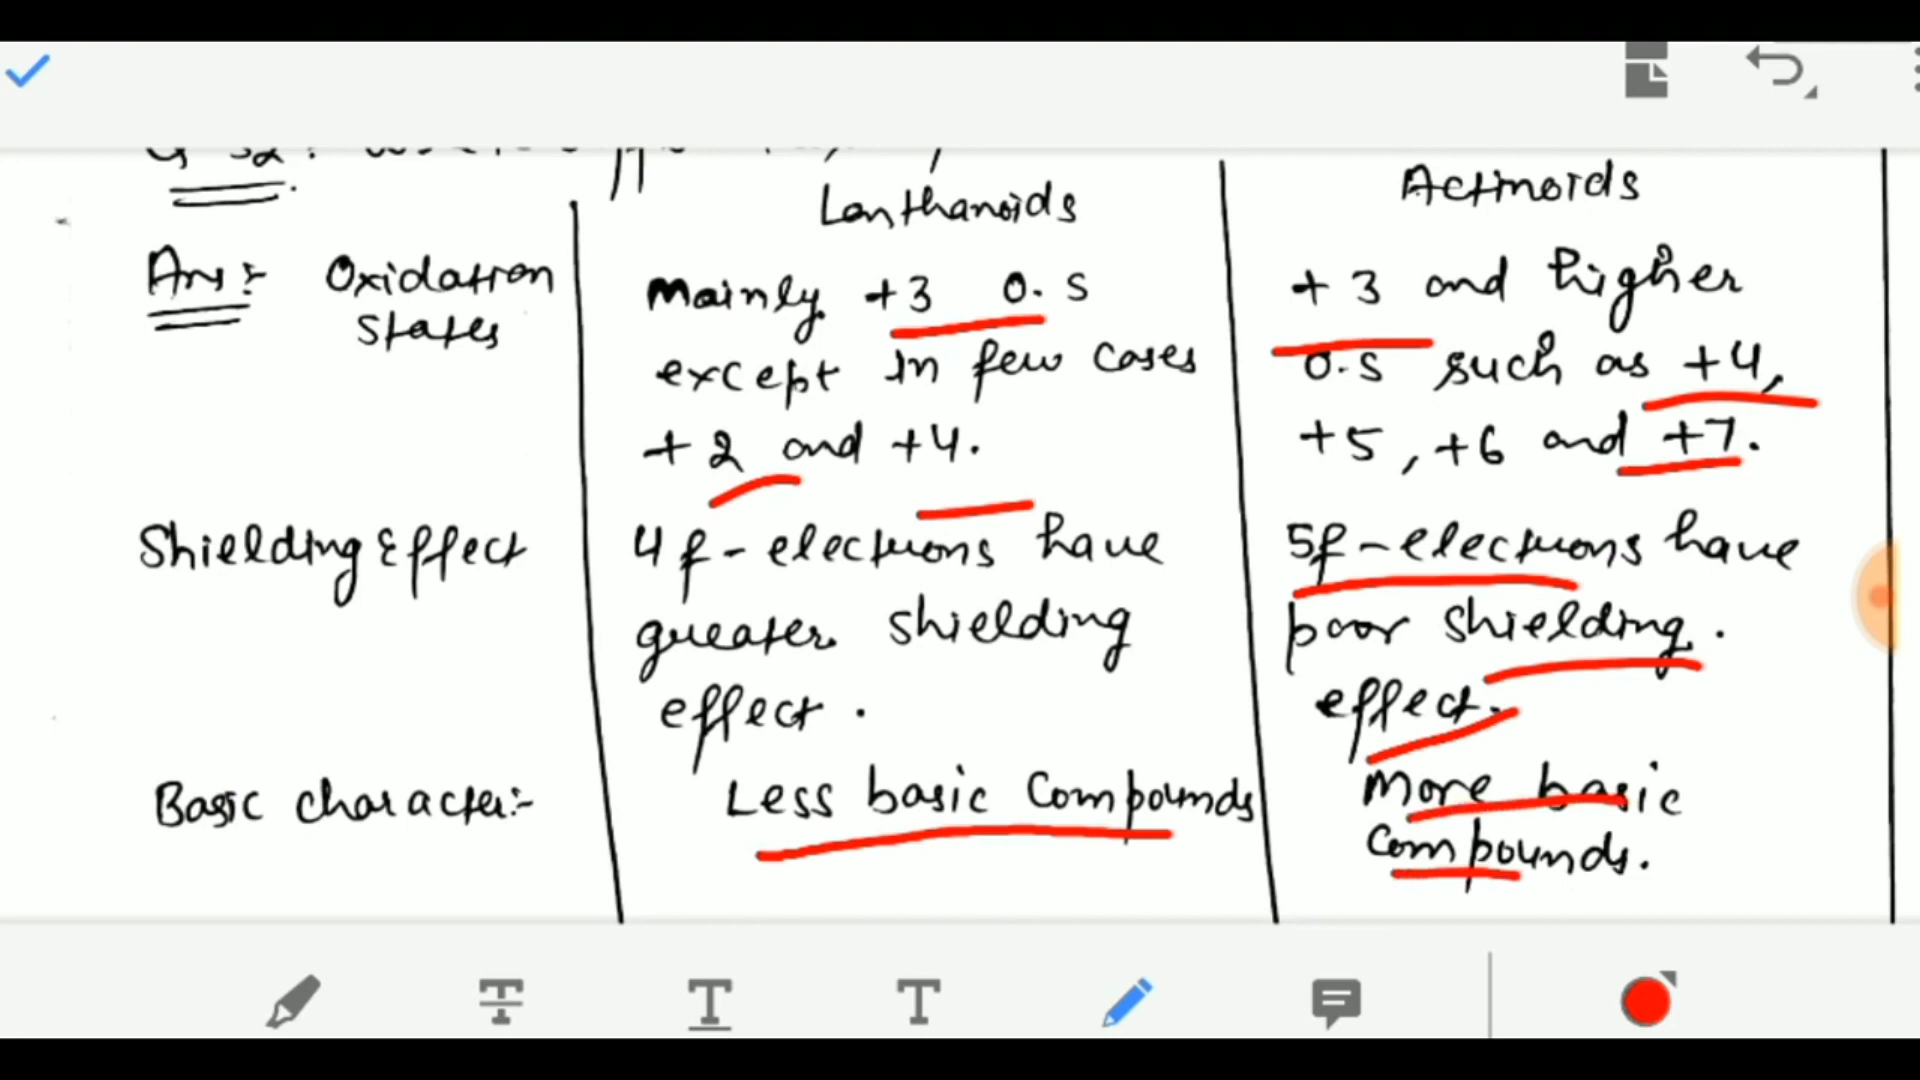 Lanthanoids
Actinoids
Ans:- Oxidation
States
Mainly +3 O.S
except in few cases
+2 and +4.
+3 and higher
O.S such as +4,
+5, +6 and +7.
Shielding Effect
4f-electrons have
greater shielding
effect.
5f-electrons have
poor shielding.
effect.
Basic character:-
Less basic Compounds
More basic
Compounds.